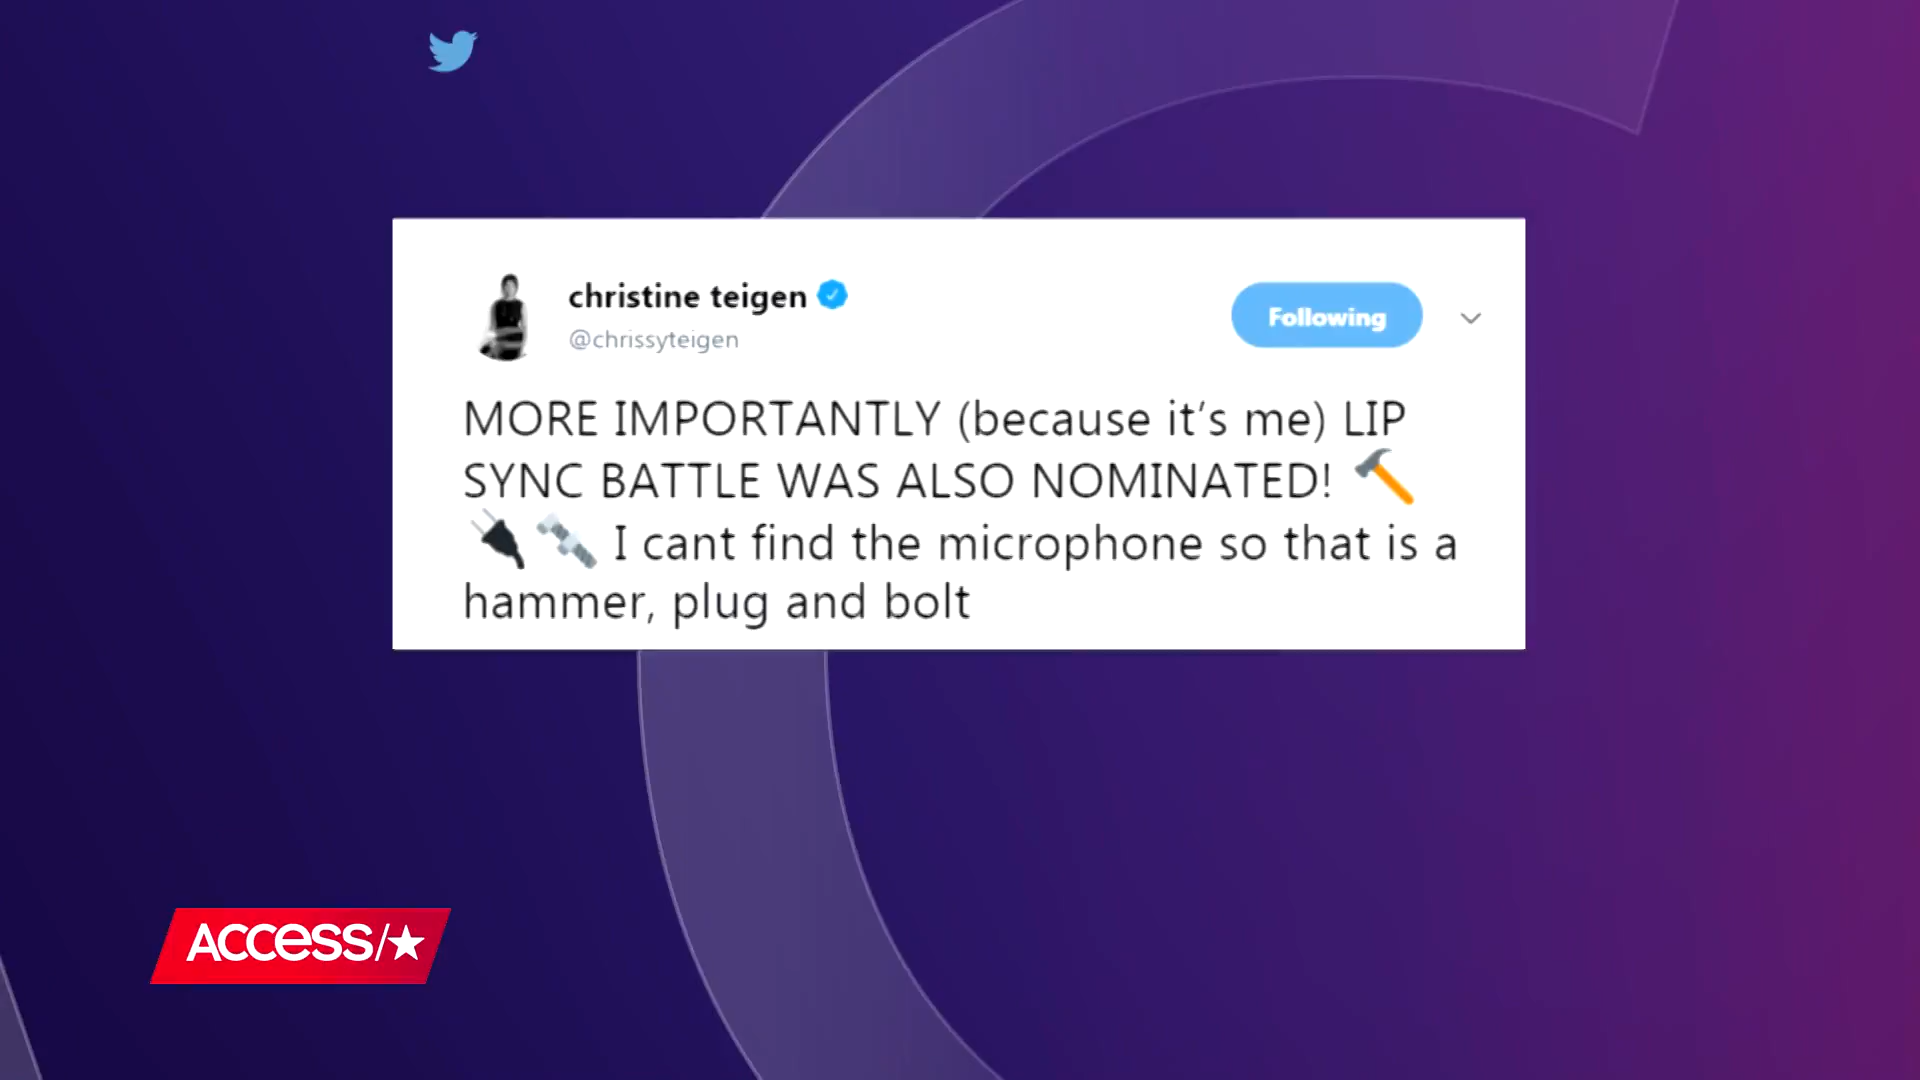 christine teigen
@chrissyteigen
Following
MORE IMPORTANTLY (because it's me) LIP
SYNC BATTLE WAS ALSO NOMINATED! 🔨
🔌🔩 I cant find the microphone so that is a
hammer, plug and bolt
ACCESS/★